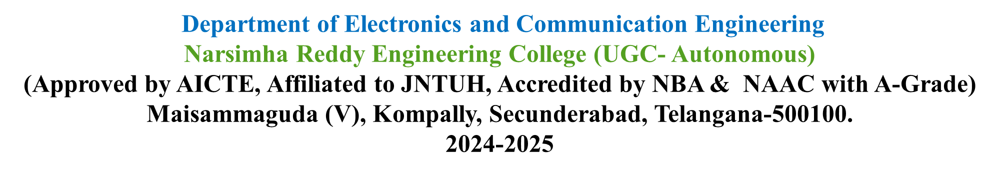 Department of Electronics and Communication Engineering
Narsimha Reddy Engineering College (UGC- Autonomous)
(Approved by AICTE, Affiliated to JNTUH, Accredited by NBA &  NAAC with A-Grade)
Maisammaguda (V), Kompally, Secunderabad, Telangana-500100.
2024-2025